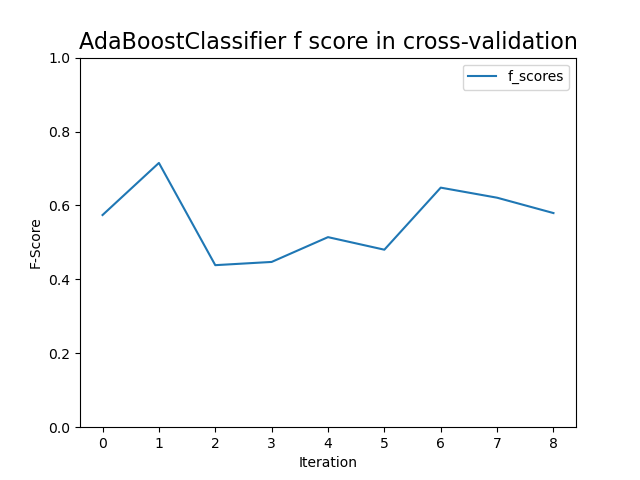 AdaBoostClassifier f score in cross-validation
f_scores
1.0
0.8
0.6
0.4
0.2
0.0
F-Score
0 1 2 3 4 5 6 7 8
Iteration